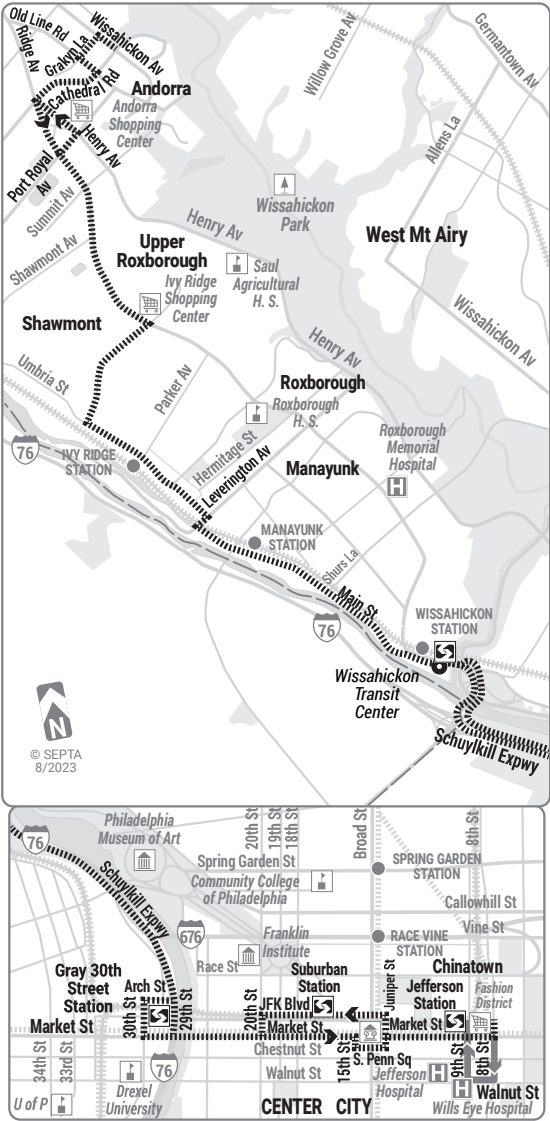 Old Line Rd
Wissahickon Av
Ridge Av
Grakyn La
Cathedral Rd
Andorra
Andorra
Shopping
Center
Henry Av
Port Royal
Av
Summit Av
Shawmont Av
Willow Grove Av
Germantown Av
Allens La
Wissahickon
Park
Henry Av
West Mt Airy
Upper
Roxborough
Saul
Agricultural
H. S.
Ivy Ridge
Shopping
Center
Shawmont
Wissahickon Av
Henry Av
Umbria St
Parker Av
Roxborough
Roxborough
H. S.
Roxborough
Memorial
Hospital
H
76
IVY RIDGE
STATION
Hermitage St
Leverington Av
Manayunk
MANAYUNK
STATION
Shurs La
Main St
76
WISSAHICKON
STATION
Wissahickon
Transit
Center
Schuylkill Expwy
N
© SEPTA
8/2023
76
Philadelphia
Museum of Art
20th St
19th St
18th St
Broad St
8th St
Spring Garden St
SPRING GARDEN
STATION
Community College
of Philadelphia
Schuylkill Expwy
Callowhill St
Vine St
676
Franklin
Institute
RACE VINE
STATION
Race St
Gray 30th
Street
Station
Arch St
Suburban
Station
Juniper St
Chinatown
Jefferson
Station
Fashion
District
30th St
29th St
20th St
JFK Blvd
Market St
Market St
Market St
Chestnut St
15th St
S. Penn Sq
9th St
8th St
34th St
33rd St
76
Walnut St
Jefferson
Hospital
H
H
Walnut St
Drexel
University
U of P
CENTER CITY
Wills Eye Hospital